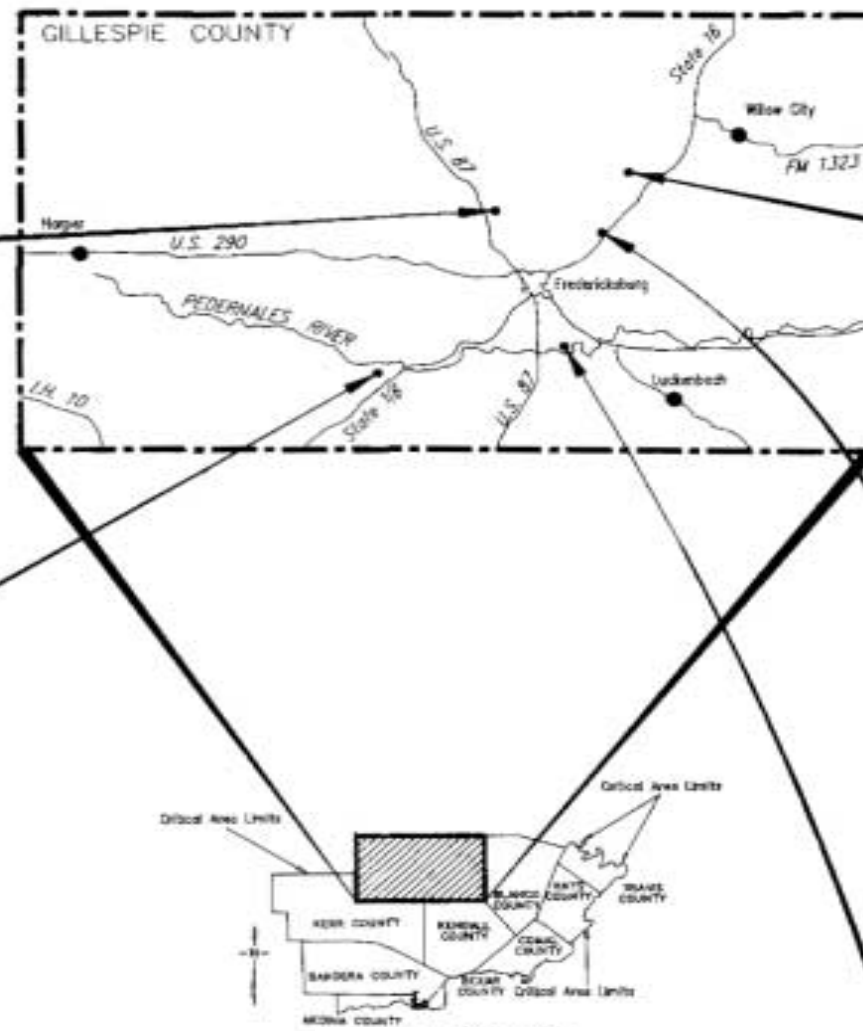 GILLESPIE COUNTY
State 16
Willow City
U.S. 87
FM 1323
Harper
U.S. 290
Fredericksburg
PEDERNALES
RIVER
Luckenbach
I.H. 10
State 16
U.S. 87
Critical Area Limits
Critical Area Limits
BLANCO
COUNTY
HAYS
COUNTY
TRAVIS
COUNTY
KERR COUNTY
KENDALL
COUNTY
COMAL
COUNTY
-N-
BANDERA COUNTY
BEXAR
COUNTY
Critical Area Limits
MEDINA COUNTY